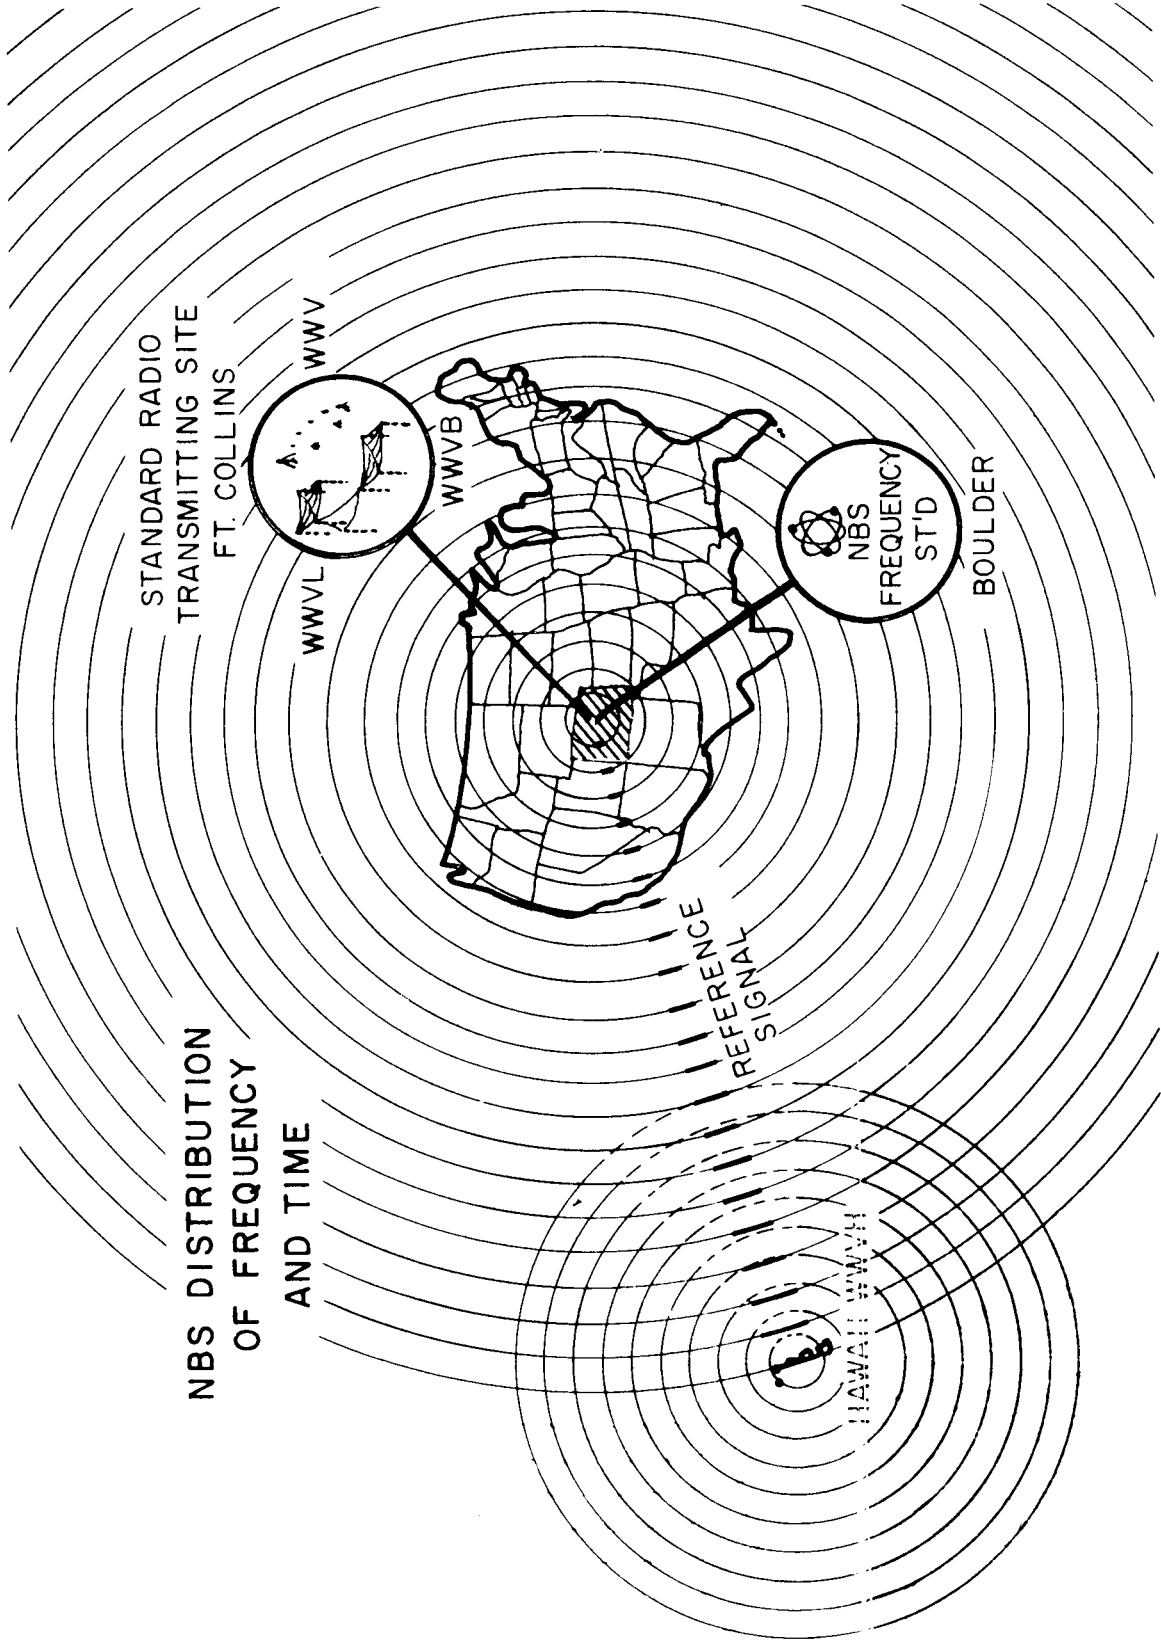 NBS DISTRIBUTION
OF FREQUENCY
AND TIME
STANDARD RADIO
TRANSMITTING SITE
FT. COLLINS
WWVL
WWV
WWVB
REFERENCE
SIGNAL
HAWAII WWVH
NBS
FREQUENCY
ST'D
BOULDER